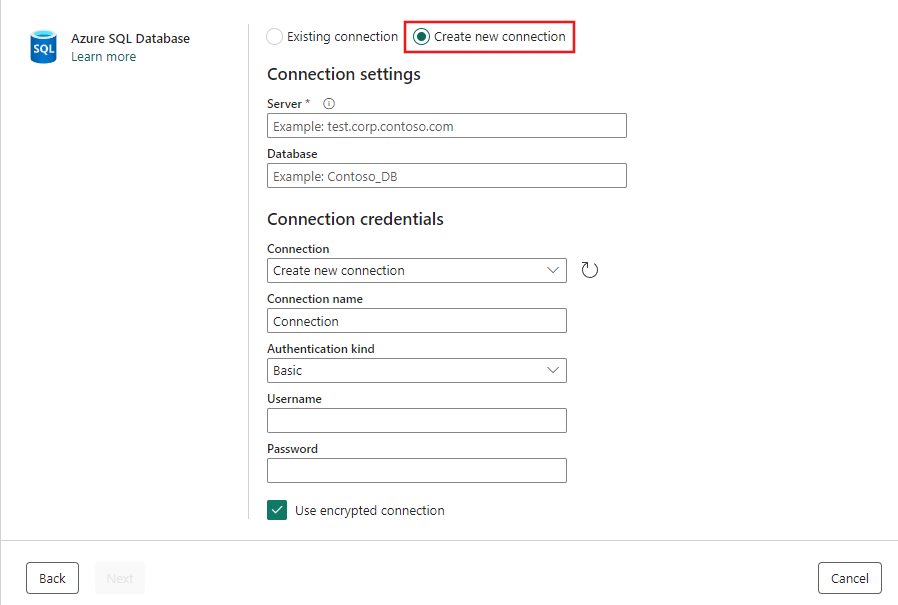 SQL
Azure SQL Database
Learn more
Existing connection
Create new connection
Connection settings
Server *
Example: test.corp.contoso.com
Database
Example: Contoso_DB
Connection credentials
Connection
Create new connection
Connection name
Connection
Authentication kind
Basic
Username
Password
Use encrypted connection
Back
Next
Cancel